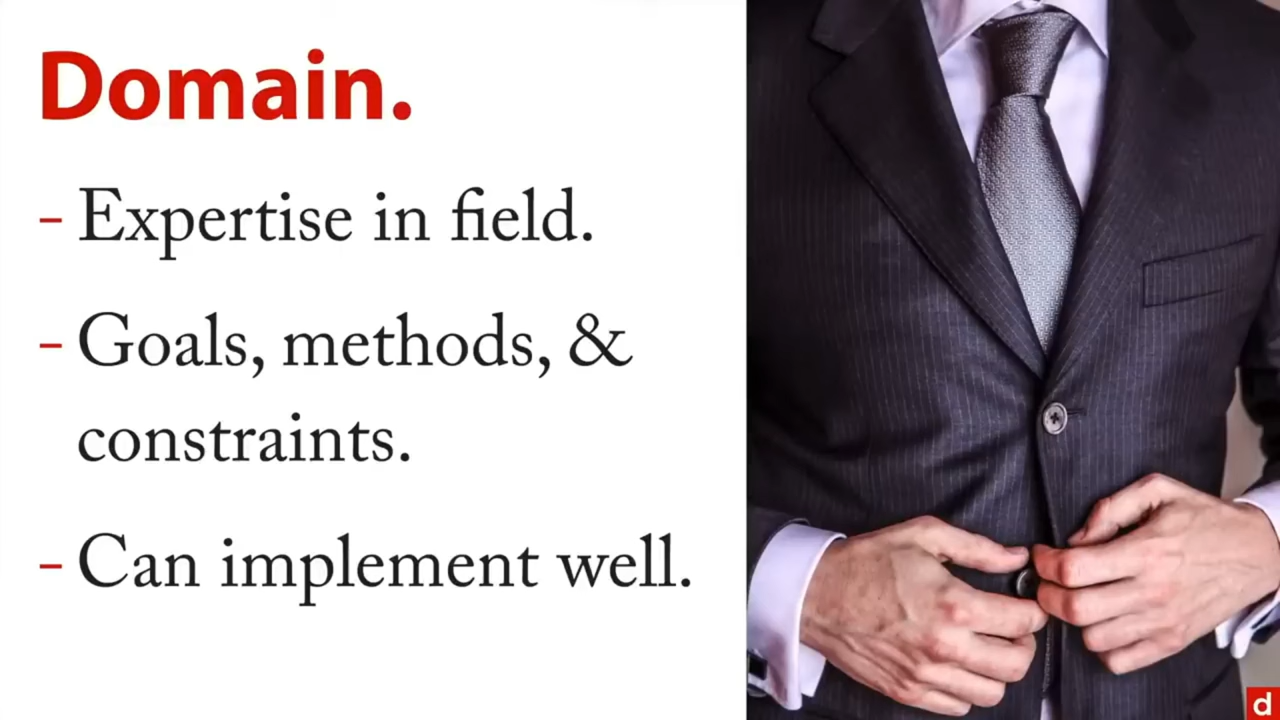 Domain.
- Expertise in field.
- Goals, methods, &
constraints.
- Can implement well.
d